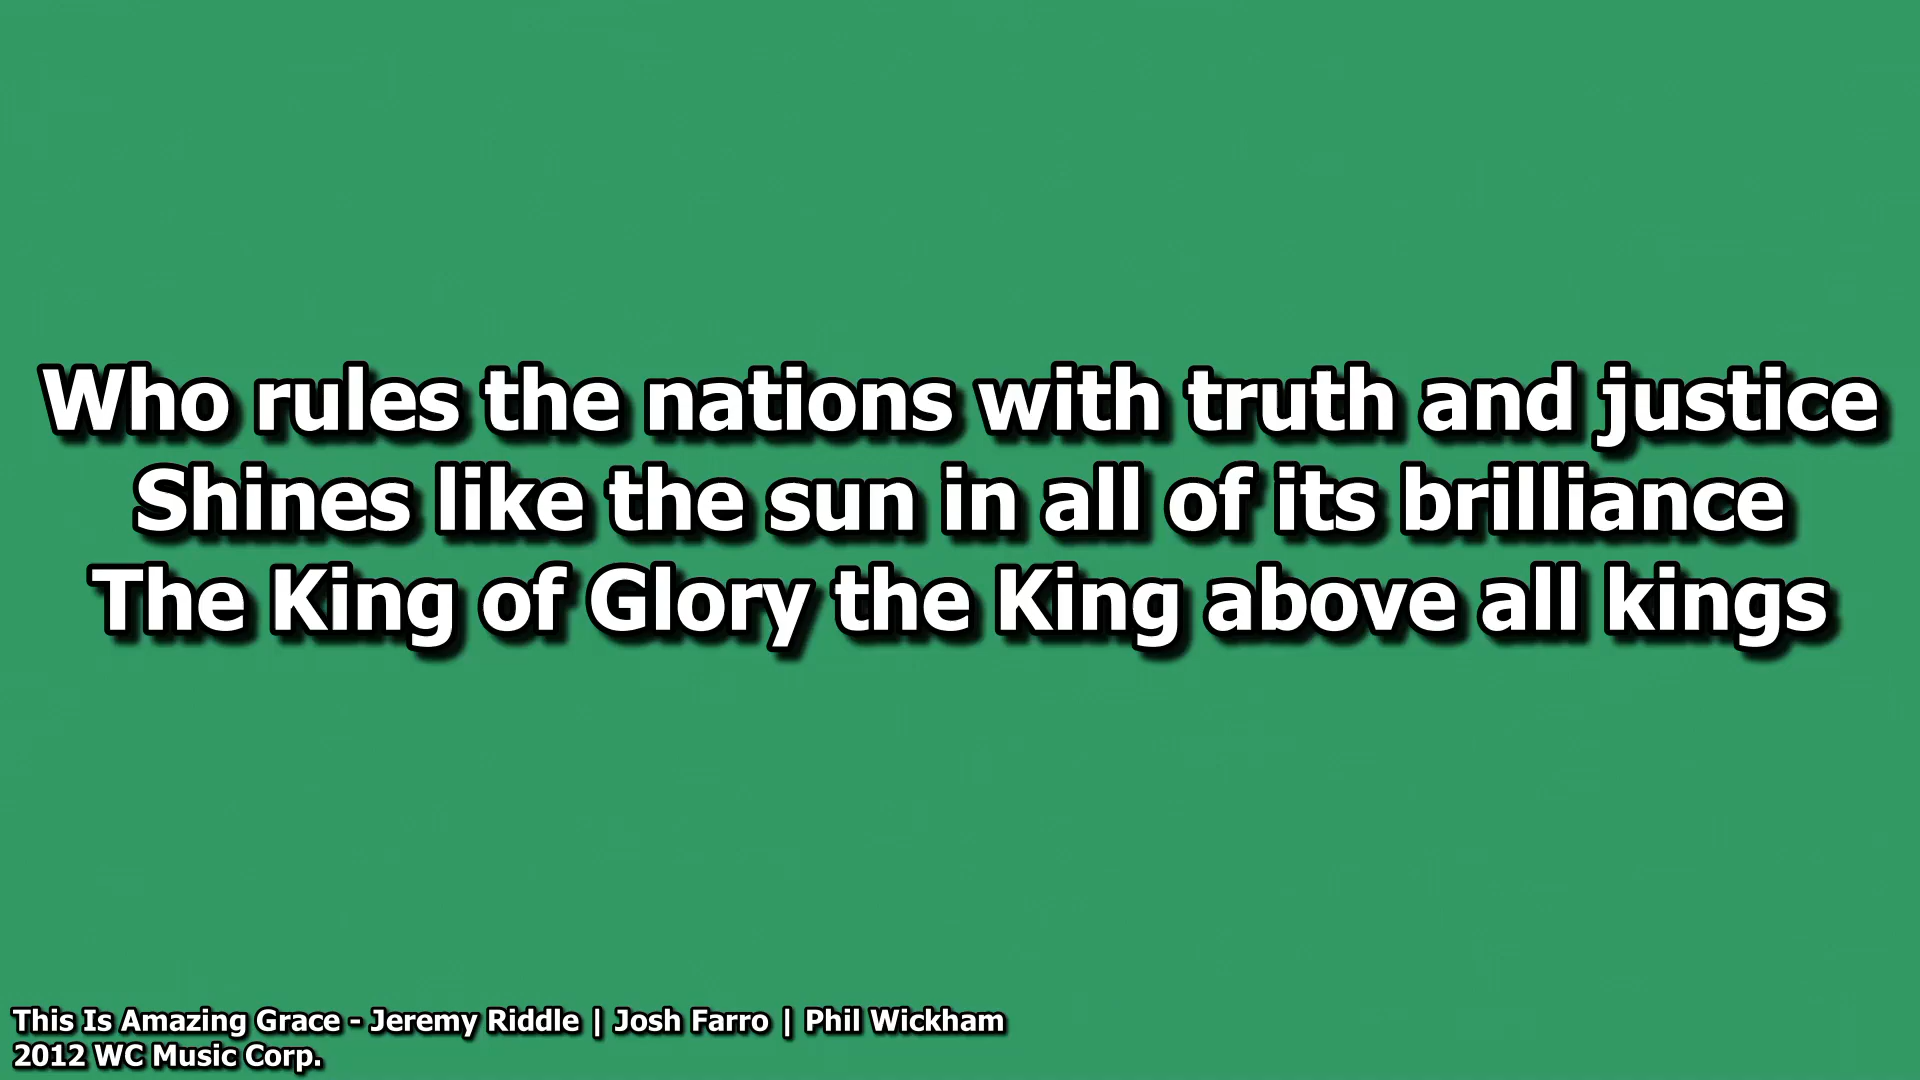 Who rules the nations with truth and justice
Shines like the sun in all of its brilliance
The King of Glory the King above all kings
This Is Amazing Grace - Jeremy Riddle | Josh Farro | Phil Wickham
2012 WC Music Corp.